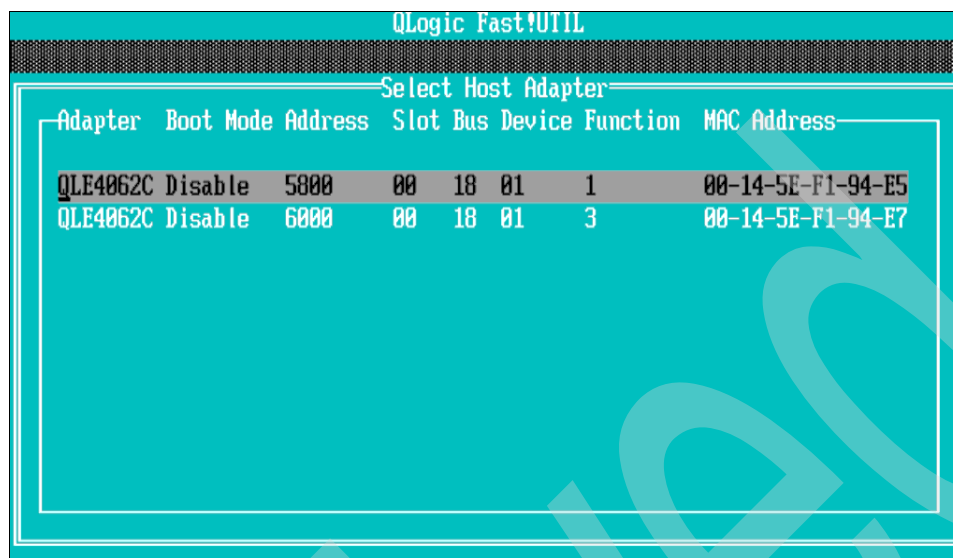 QLogic Fast!UTIL
Select Host Adapter
Adapter Boot Mode Address Slot Bus Device Function MAC Address
QLE4062C Disable 5800 00 18 01 1 00-14-5E-F1-94-E5
QLE4062C Disable 6000 00 18 01 3 00-14-5E-F1-94-E7